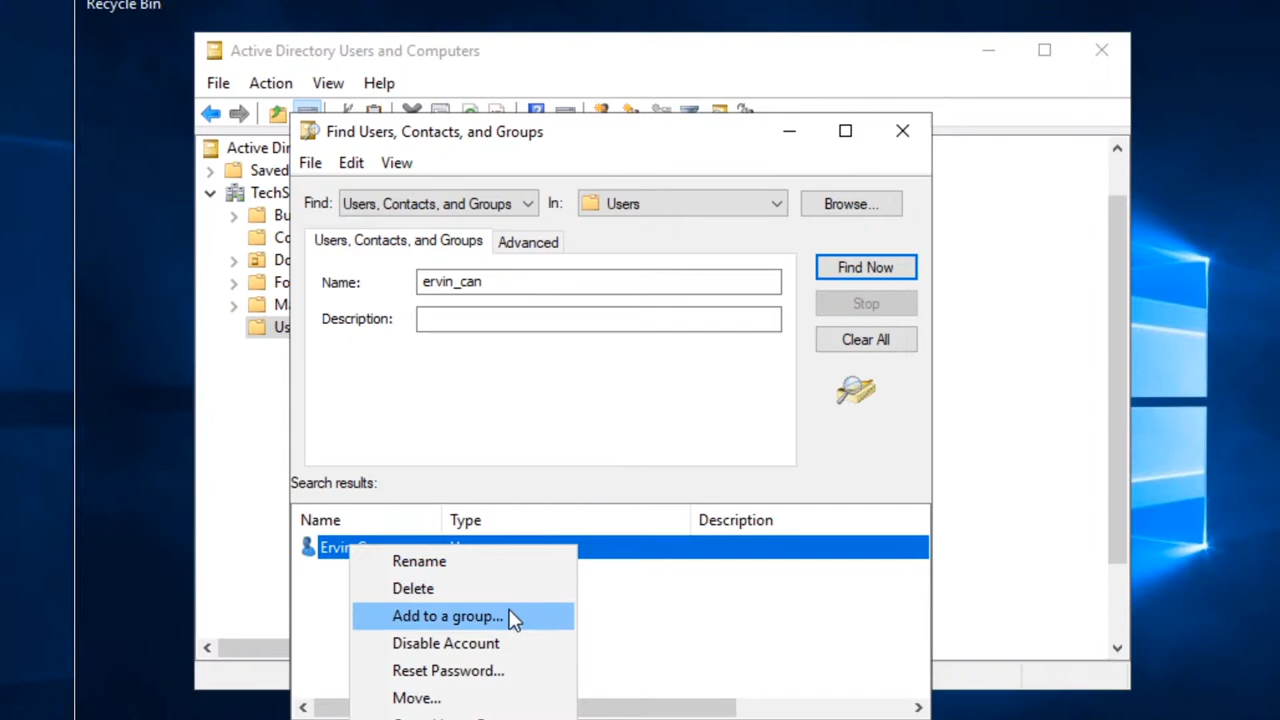 Recycle Bin
Active Directory Users and Computers
File Action View Help
Find Users, Contacts, and Groups
File Edit View
Active Dir
Saved
TechS
Bu
Co
Do
Fo
Ma
Us
Find: Users, Contacts, and Groups In: Users Browse...
Users, Contacts, and Groups Advanced
Name: ervin_can
Description:
Find Now
Stop
Clear All
Search results:
Name Type Description
Ervin
Rename
Delete
Add to a group...
Disable Account
Reset Password...
Move...